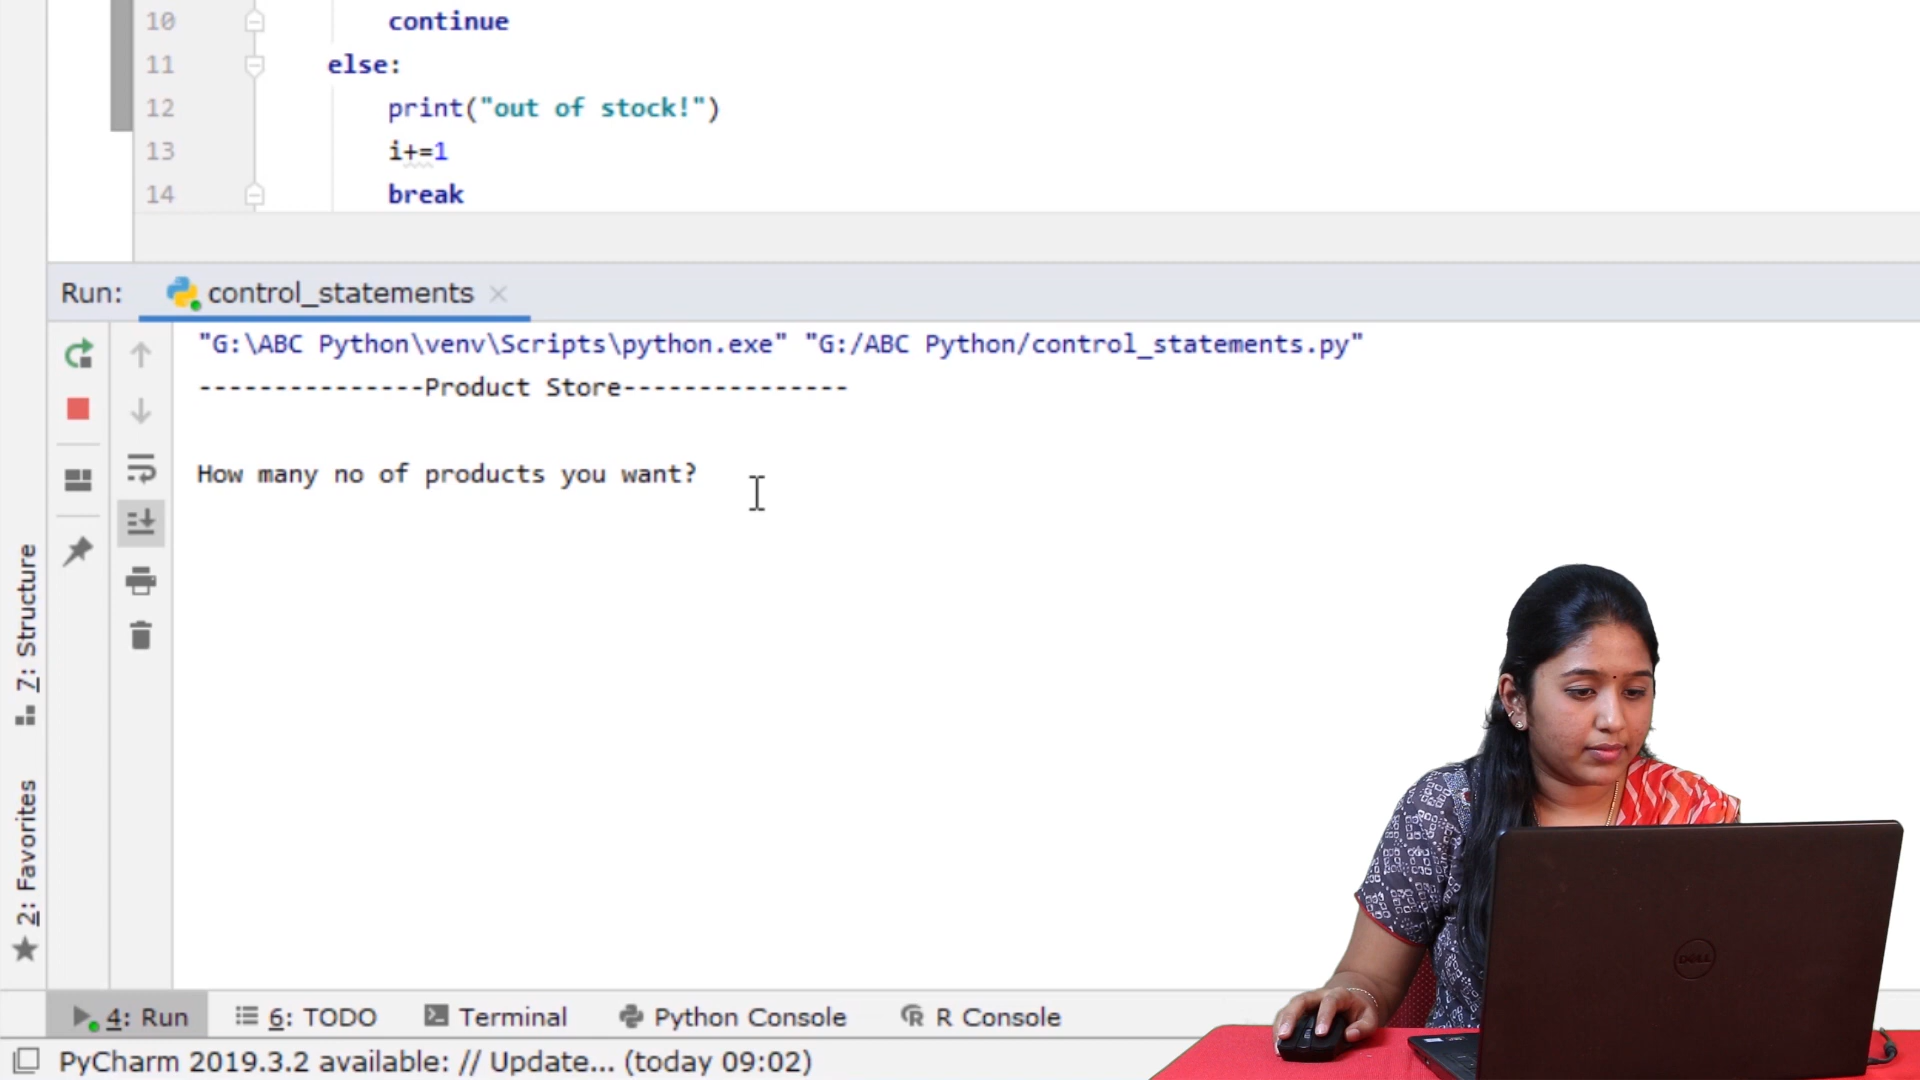 10 continue
11 else:
12 print("out of stock!")
13 i+=1
14 break
Run: control_statements
"G:\ABC Python\venv\Scripts\python.exe" "G:/ABC Python/control_statements.py"
---------------Product Store---------------
How many no of products you want?
7: Structure
2: Favorites
4: Run 6: TODO Terminal Python Console R Console
PyCharm 2019.3.2 available: // Update... (today 09:02)
DELL